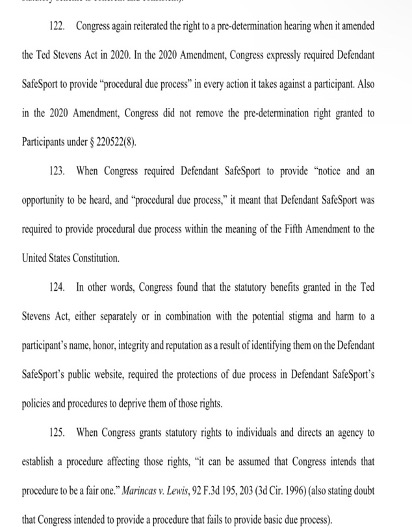 122. Congress again reiterated the right to a pre-determination hearing when it amended
the Ted Stevens Act in 2020. In the 2020 Amendment, Congress expressly required Defendant
SafeSport to provide “procedural due process” in every action it takes against a participant. Also
in the 2020 Amendment, Congress did not remove the pre-determination right granted to
Participants under § 220522(8).
123. When Congress required Defendant SafeSport to provide “notice and an
opportunity to be heard, and “procedural due process,” it meant that Defendant SafeSport was
required to provide procedural due process within the meaning of the Fifth Amendment to the
United States Constitution.
124. In other words, Congress found that the statutory benefits granted in the Ted
Stevens Act, either separately or in combination with the potential stigma and harm to a
participant’s name, honor, integrity and reputation as a result of identifying them on the Defendant
SafeSport’s public website, required the protections of due process in Defendant SafeSport’s
policies and procedures to deprive them of those rights.
125. When Congress grants statutory rights to individuals and directs an agency to
establish a procedure affecting those rights, “it can be assumed that Congress intends that
procedure to be a fair one.” Marincas v. Lewis, 92 F.3d 195, 203 (3d Cir. 1996) (also stating doubt
that Congress intended to provide a procedure that fails to provide basic due process).